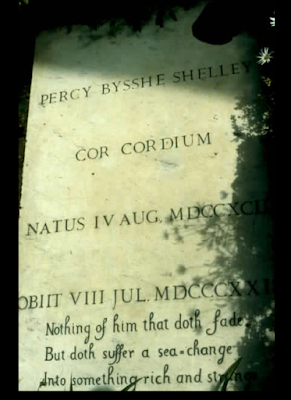 PERCY BYSSHE SHELLEY
COR CORDIUM
NATUS IV AUG. MDCCXCII
OBIIT VIII JUL. MDCCCXXII
Nothing of him that doth fade
But doth suffer a sea-change
Into something rich and strange